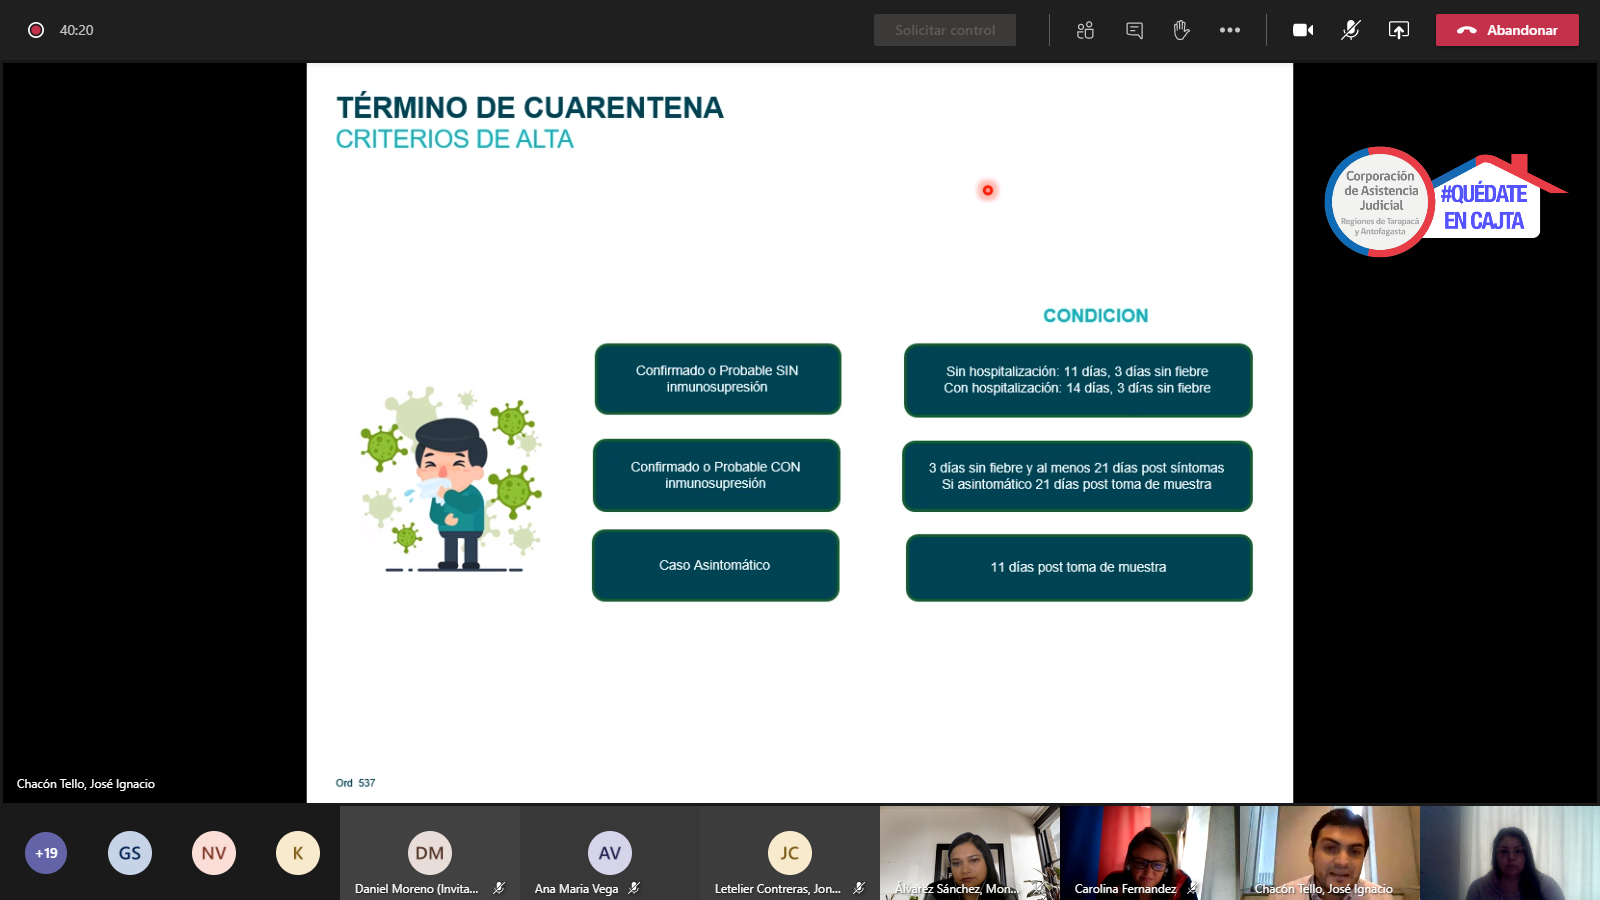 40:20
Solicitar control
Abandonar
TÉRMINO DE CUARENTENA
CRITERIOS DE ALTA
Corporación
de Asistencia
Judicial
Regiones de Tarapacá
y Antofagasta
#QUÉDATE
EN CAJTA
CONDICION
Confirmado o Probable SIN
inmunosupresión
Sin hospitalización: 11 días, 3 días sin fiebre
Con hospitalización: 14 días, 3 días sin fiebre
Confirmado o Probable CON
inmunosupresión
3 días sin fiebre y al menos 21 días post síntomas
Si asintomático 21 días post toma de muestra
Caso Asintomático
11 días post toma de muestra
Ord 537
Chacón Tello, José Ignacio
+19
GS
NV
K
DM
AV
JC
Daniel Moreno (Invita...
Ana Maria Vega
Letelier Contreras, Jon...
Álvarez Sánchez, Mon...
Carolina Fernandez
Chacón Tello, José Ignacio